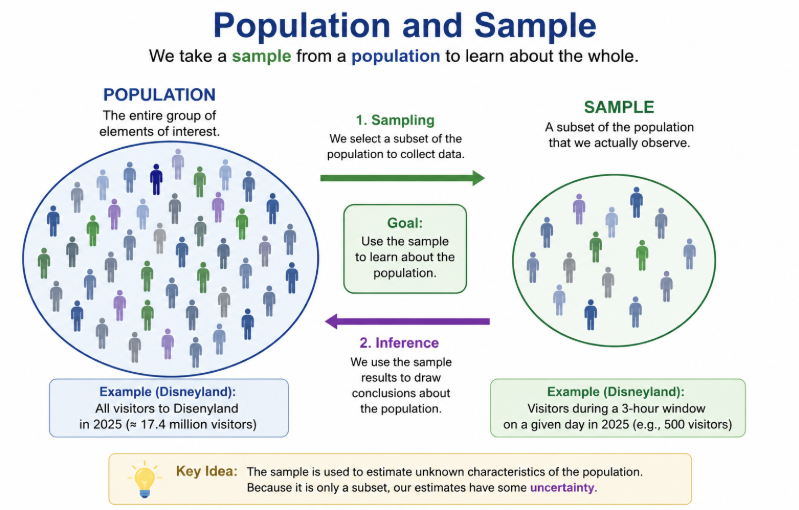 Population and Sample
We take a sample from a population to learn about the whole.
POPULATION
The entire group of
elements of interest.
1. Sampling
We select a subset of the
population to collect data.
SAMPLE
A subset of the population
that we actually observe.
Goal:
Use the sample
to learn about the
population.
2. Inference
We use the sample
results to draw
conclusions about
the population.
Example (Disneyland):
All visitors to Disenyland
in 2025 (≈ 17.4 million visitors)
Example (Disneyland):
Visitors during a 3-hour window
on a given day in 2025 (e.g., 500 visitors)
Key Idea: The sample is used to estimate unknown characteristics of the population.
Because it is only a subset, our estimates have some uncertainty.